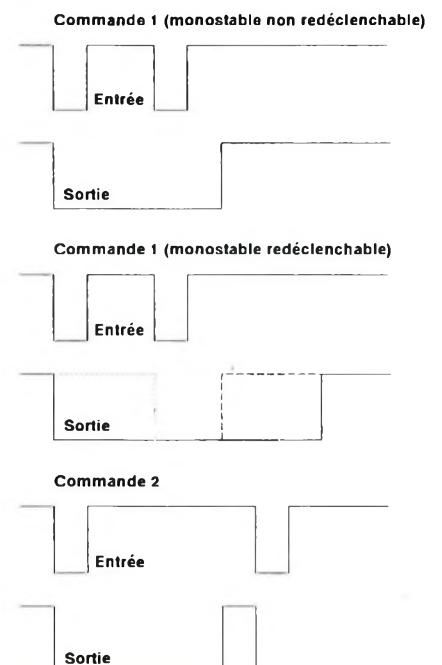 Commande 1 (monostable non redéclenchable)
Entrée
Sortie
Commande 1 (monostable redéclenchable)
Entrée
Sortie
Commande 2
Entrée
Sortie